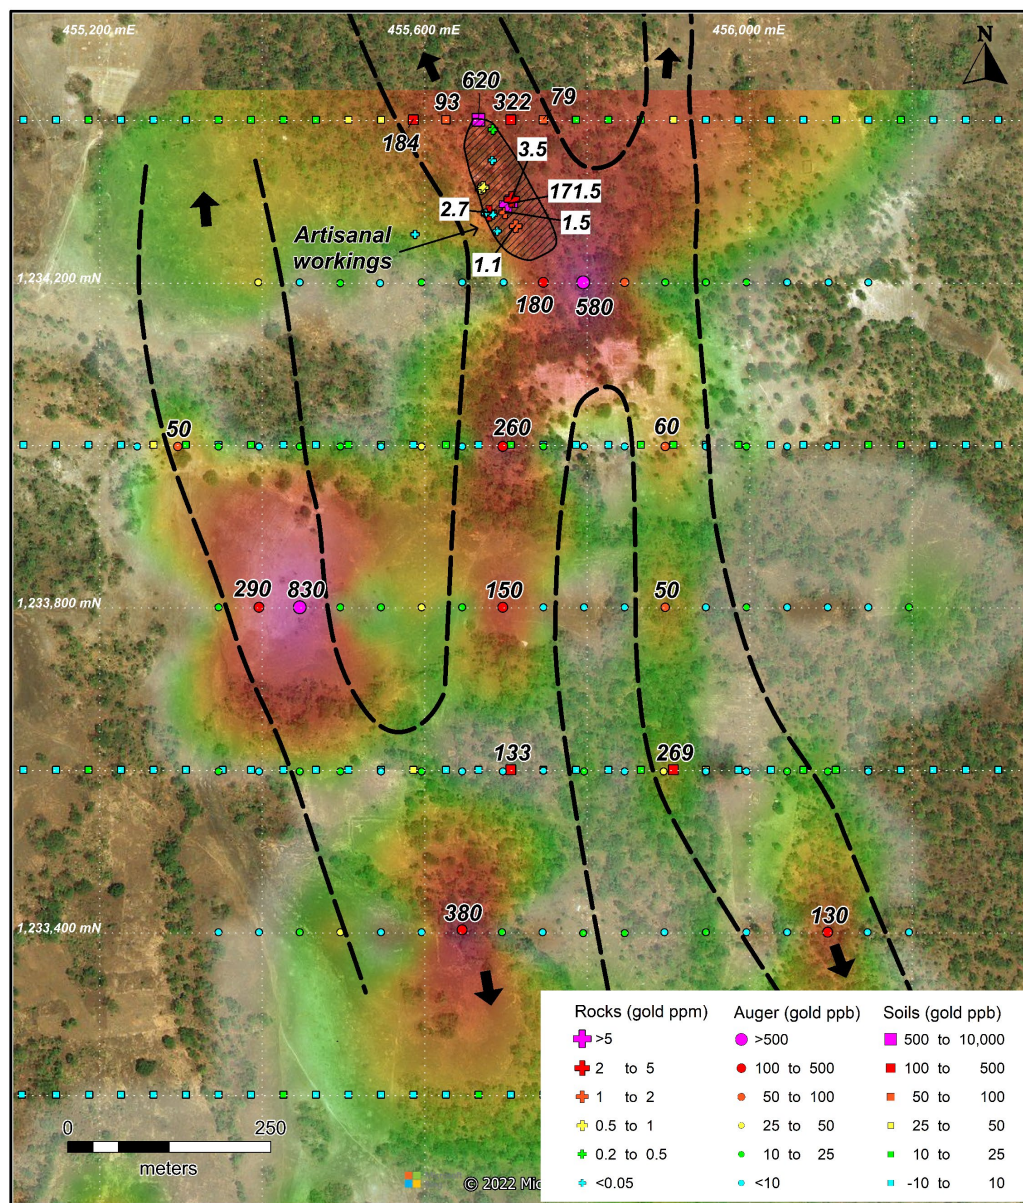 455,200 mE
455,600 mE
456,000 mE
N
620
93
322
79
184
3.5
171.5
2.7
1.5
Artisanal
workings
1.1
1,234,200 mN
180
580
50
260
60
290
830
150
50
1,233,800 mN
133
269
380
130
1,233,400 mN
Rocks (gold ppm)
>5
2 to 5
1 to 2
0.5 to 1
0.2 to 0.5
<0.05
Auger (gold ppb)
>500
100 to 500
50 to 100
25 to 50
10 to 25
<10
Soils (gold ppb)
500 to 10,000
100 to 500
50 to 100
25 to 50
10 to 25
-10 to 10
0 250
meters
© 2022